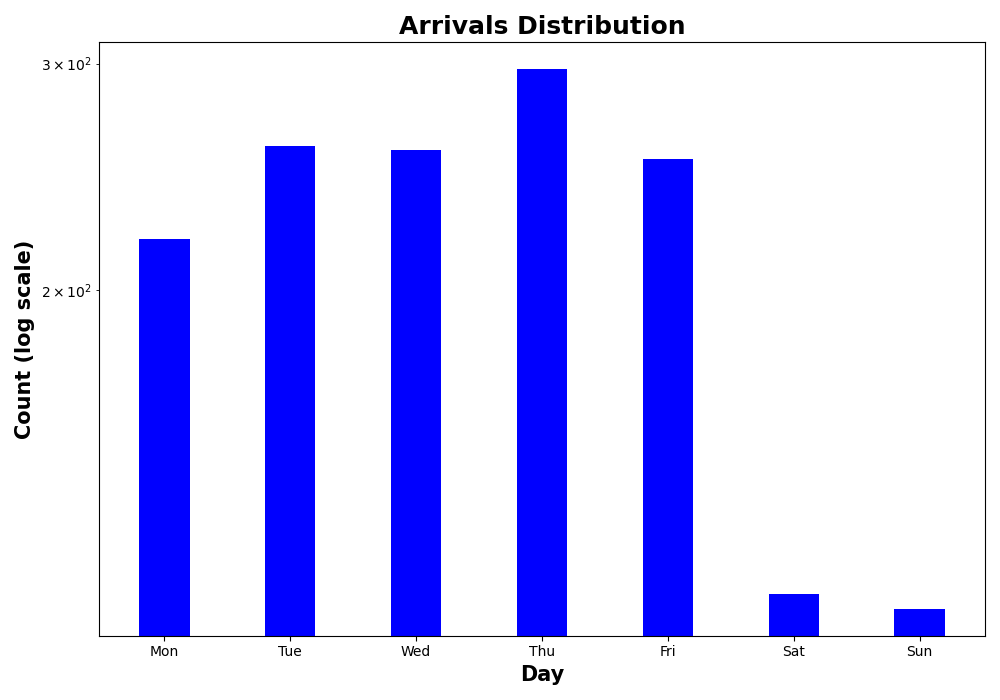 Arrivals Distribution
3 × 10²
2 × 10²
Count (log scale)
Mon Tue Wed Thu Fri Sat Sun
Day